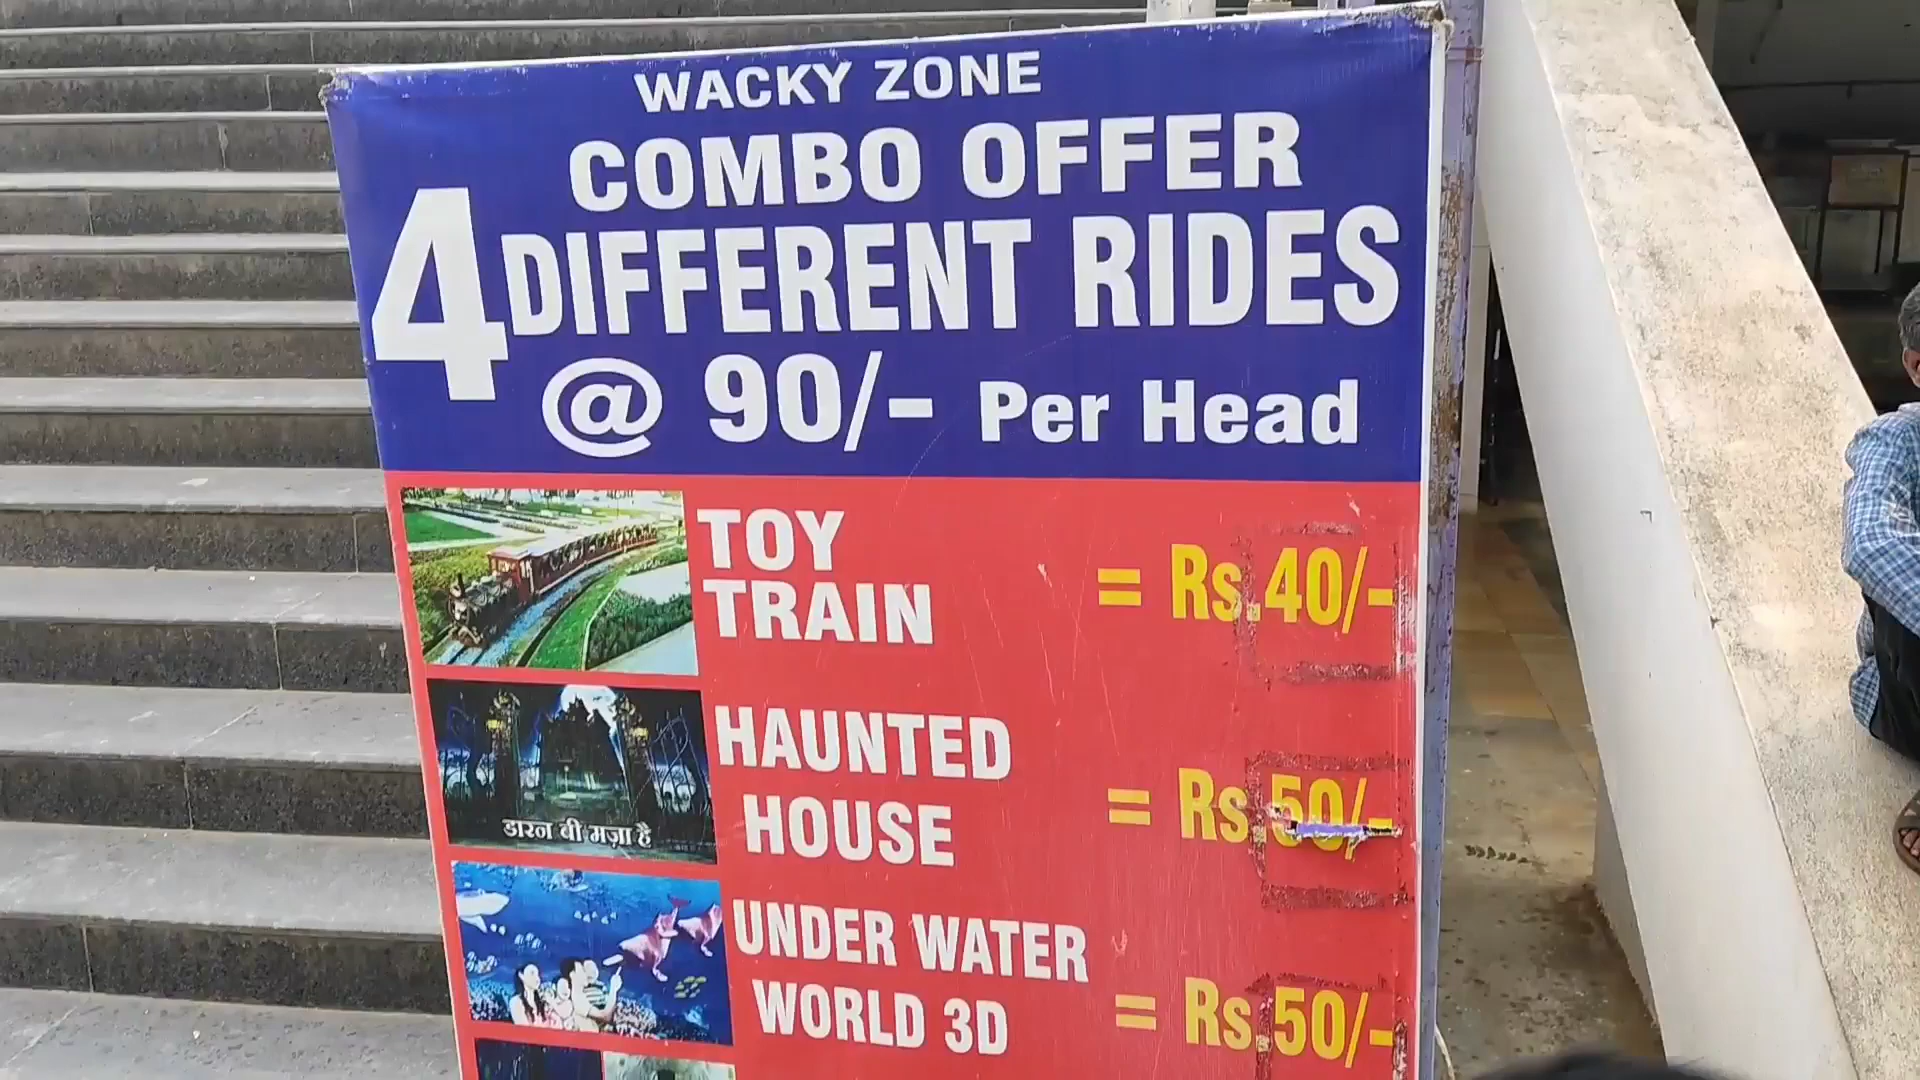 WACKY ZONE
COMBO OFFER
4 DIFFERENT RIDES
@ 90/- Per Head
TOY
TRAIN = Rs.40/-
HAUNTED
HOUSE = Rs.50/-
डारन बी मज़ा है
UNDER WATER
WORLD 3D = Rs.50/-